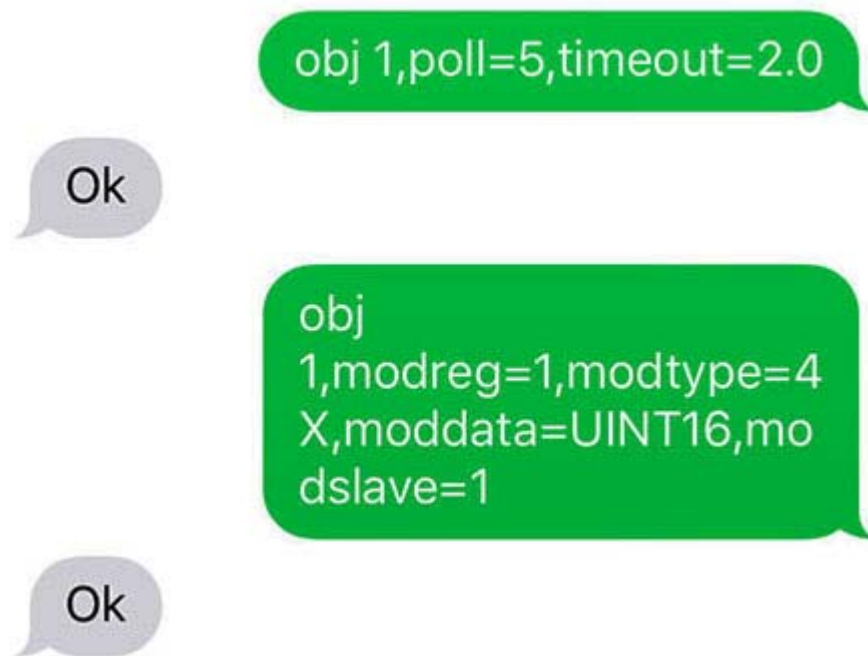 obj 1,poll=5,timeout=2.0
Ok
obj
1,modreg=1,modtype=4
X,moddata=UINT16,mo
dslave=1
Ok